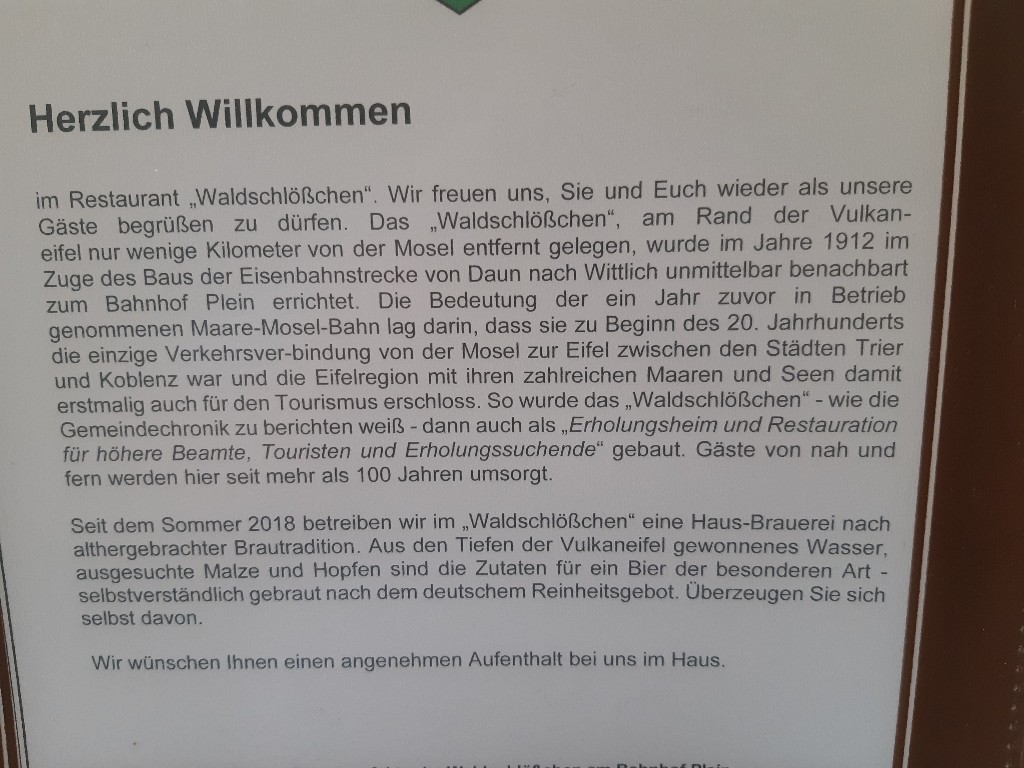 Herzlich Willkommen
im Restaurant „Waldschlößchen“. Wir freuen uns, Sie und Euch wieder als unsere
Gäste begrüßen zu dürfen. Das „Waldschlößchen“, am Rand der Vulkan-
eifel nur wenige Kilometer von der Mosel entfernt gelegen, wurde im Jahre 1912 im
Zuge des Baus der Eisenbahnstrecke von Daun nach Wittlich unmittelbar benachbart
zum Bahnhof Plein errichtet. Die Bedeutung der ein Jahr zuvor in Betrieb
genommenen Maare-Mosel-Bahn lag darin, dass sie zu Beginn des 20. Jahrhunderts
die einzige Verkehrsver-bindung von der Mosel zur Eifel zwischen den Städten Trier
und Koblenz war und die Eifelregion mit ihren zahlreichen Maaren und Seen damit
erstmalig auch für den Tourismus erschloss. So wurde das „Waldschlößchen“ - wie die
Gemeindechronik zu berichten weiß - dann auch als „Erholungsheim und Restauration
für höhere Beamte, Touristen und Erholungssuchende“ gebaut. Gäste von nah und
fern werden hier seit mehr als 100 Jahren umsorgt.
Seit dem Sommer 2018 betreiben wir im „Waldschlößchen“ eine Haus-Brauerei nach
althergebrachter Brautradition. Aus den Tiefen der Vulkaneifel gewonnenes Wasser,
ausgesuchte Malze und Hopfen sind die Zutaten für ein Bier der besonderen Art -
selbstverständlich gebraut nach dem deutschem Reinheitsgebot. Überzeugen Sie sich
selbst davon.
Wir wünschen Ihnen einen angenehmen Aufenthalt bei uns im Haus.
Waldschlößchen am Bahnhof Plein